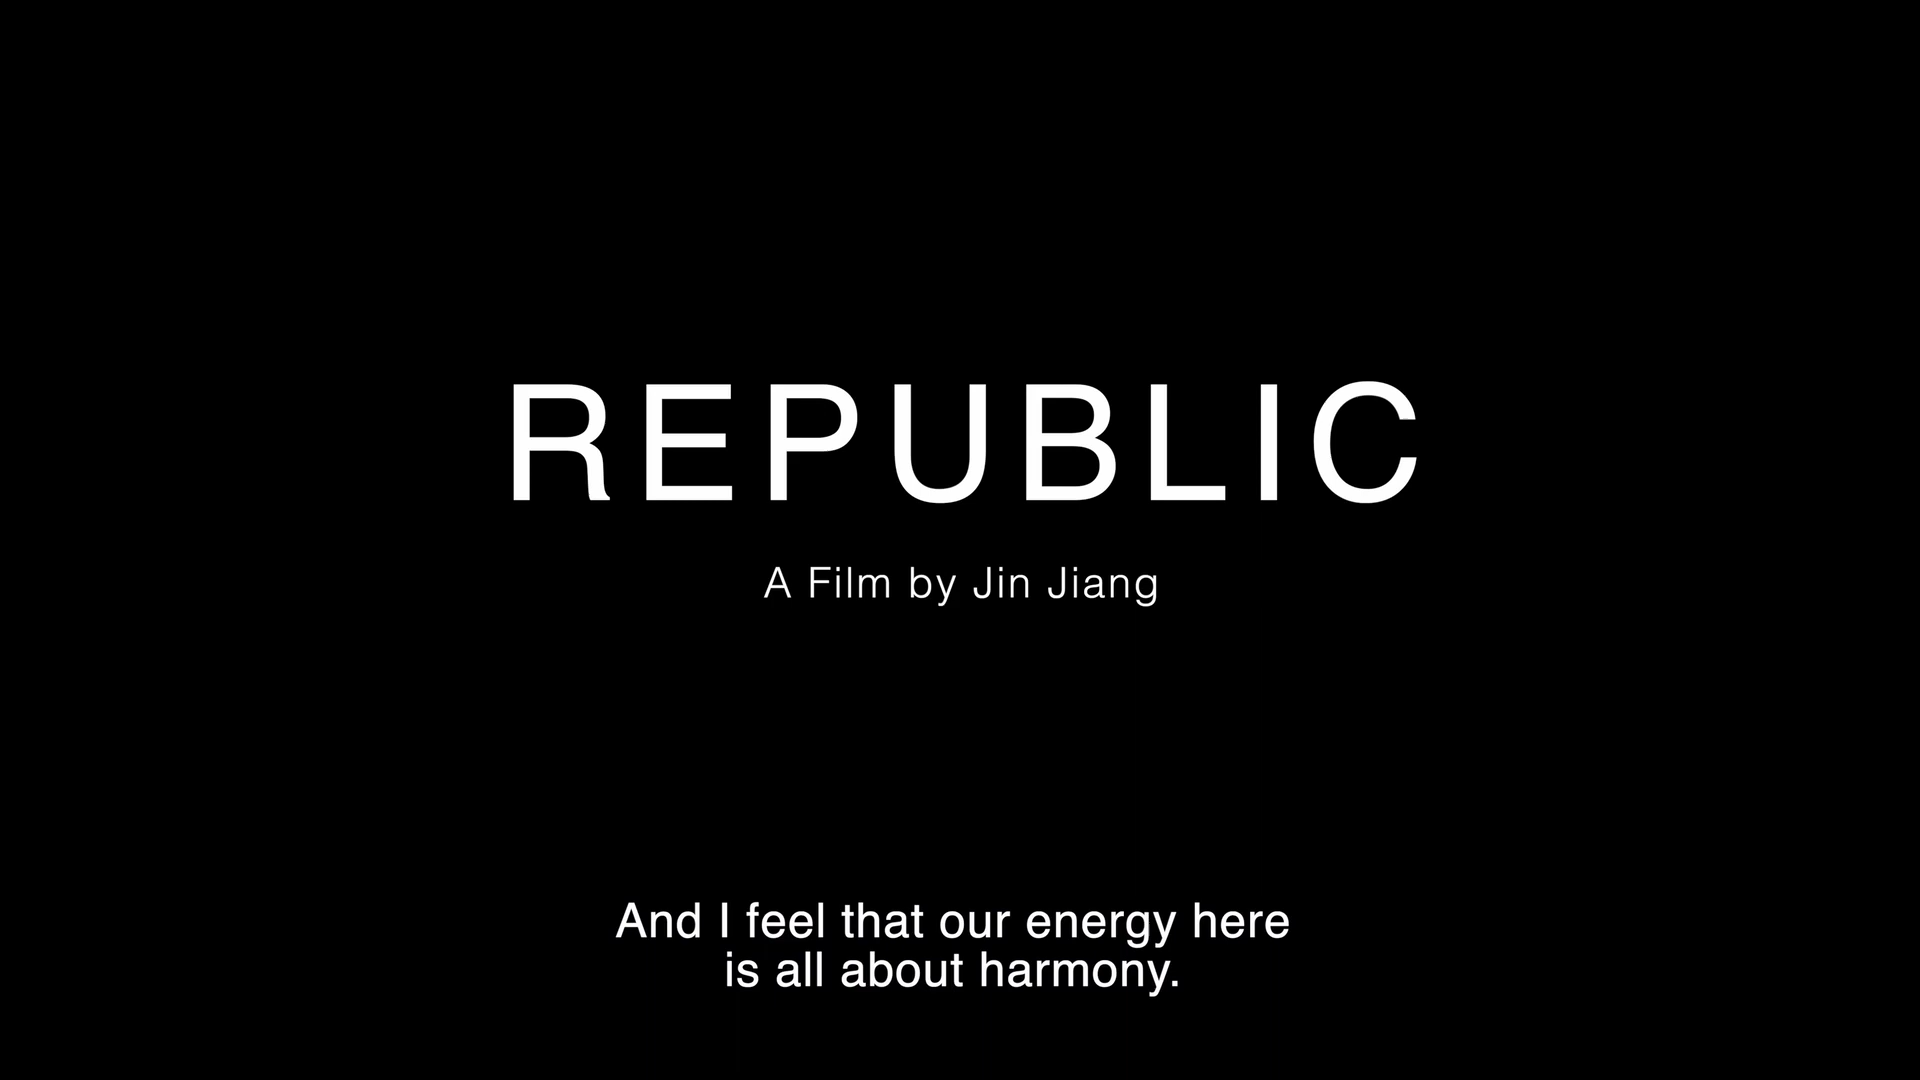 REPUBLIC
A Film by Jin Jiang
And I feel that our energy here
is all about harmony.